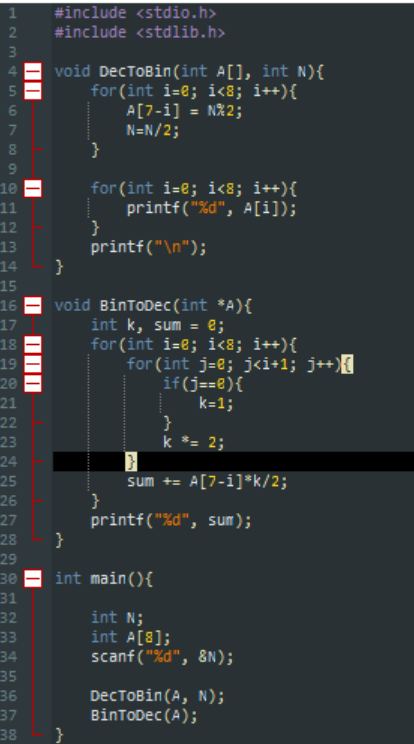 1 #include <stdio.h>
2 #include <stdlib.h>
3
4 void DecToBin(int A[], int N){
5     for(int i=0; i<8; i++){
6         A[7-i] = N%2;
7         N=N/2;
8     }
9
10     for(int i=0; i<8; i++){
11         printf("%d", A[i]);
12     }
13     printf("\n");
14 }
15
16 void BinToDec(int *A){
17     int k, sum = 0;
18     for(int i=0; i<8; i++){
19         for(int j=0; j<i+1; j++){
20             if(j==0){
21                 k=1;
22             }
23             k *= 2;
24         }
25         sum += A[7-i]*k/2;
26     }
27     printf("%d", sum);
28 }
29
30 int main(){
31
32     int N;
33     int A[8];
34     scanf("%d", &N);
35
36     DecToBin(A, N);
37     BinToDec(A);
38 }